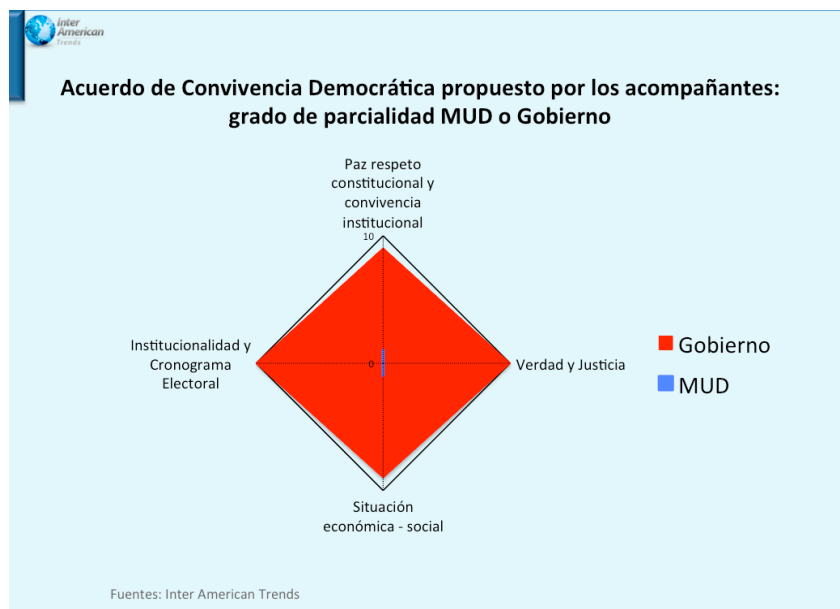 Inter
American
Trends
Acuerdo de Convivencia Democrática propuesto por los acompañantes:
grado de parcialidad MUD o Gobierno
Paz respeto
constitucional y
convivencia
institucional
10
Institucionalidad y
Cronograma
Electoral
0
Verdad y Justicia
Gobierno
MUD
Situación
económica - social
Fuentes: Inter American Trends